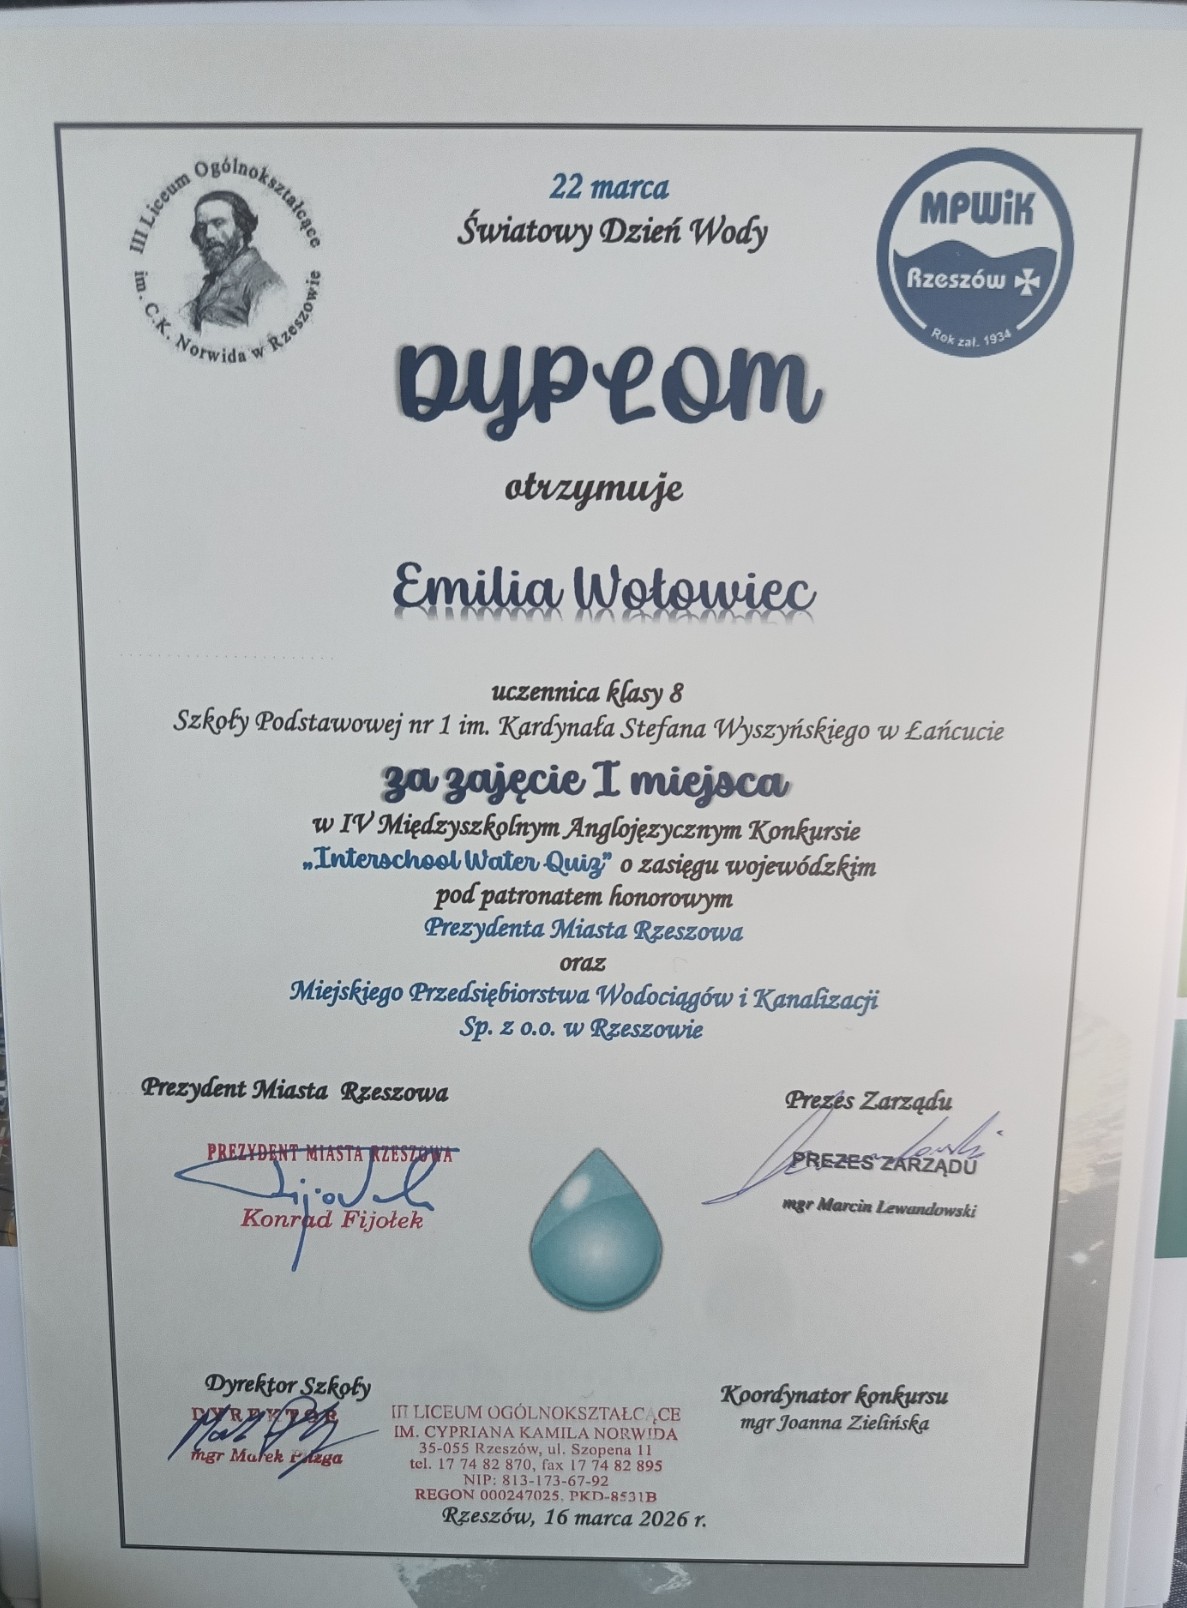 III Liceum Ogólnokształcące
im. C.K. Norwida w Rzeszowie
22 marca
Światowy Dzień Wody
MPWiK
Rzeszów
Rok zał. 1934
DYPŁOM
otrzymuje
Emilia Wołowiec
uczennica klasy 8
Szkoły Podstawowej nr 1 im. Kardynała Stefana Wyszyńskiego w Łańcucie
za zajęcie I miejsca
w IV Międzyszkolnym Anglojęzycznym Konkursie
„Interschool Water Quiz” o zasięgu wojewódzkim
pod patronatem honorowym
Prezydenta Miasta Rzeszowa
oraz
Miejskiego Przedsiębiorstwa Wodociągów i Kanalizacji
Sp. z o.o. w Rzeszowie
Prezydent Miasta Rzeszowa
PREZYDENT MIASTA RZESZOWA
Konrad Fijołek
Prezes Zarządu
PREZES ZARZĄDU
mgr Marcin Lewandowski
Dyrektor Szkoły
DYREKTOR
mgr Marek Plizga
III LICEUM OGÓLNOKSZTAŁCĄCE
IM. CYPRIANA KAMILA NORWIDA
35-055 Rzeszów, ul. Szopena 11
tel. 17 74 82 870, fax 17 74 82 895
NIP: 813-173-67-92
REGON 000247025, PKD-8531B
Koordynator konkursu
mgr Joanna Zielińska
Rzeszów, 16 marca 2026 r.